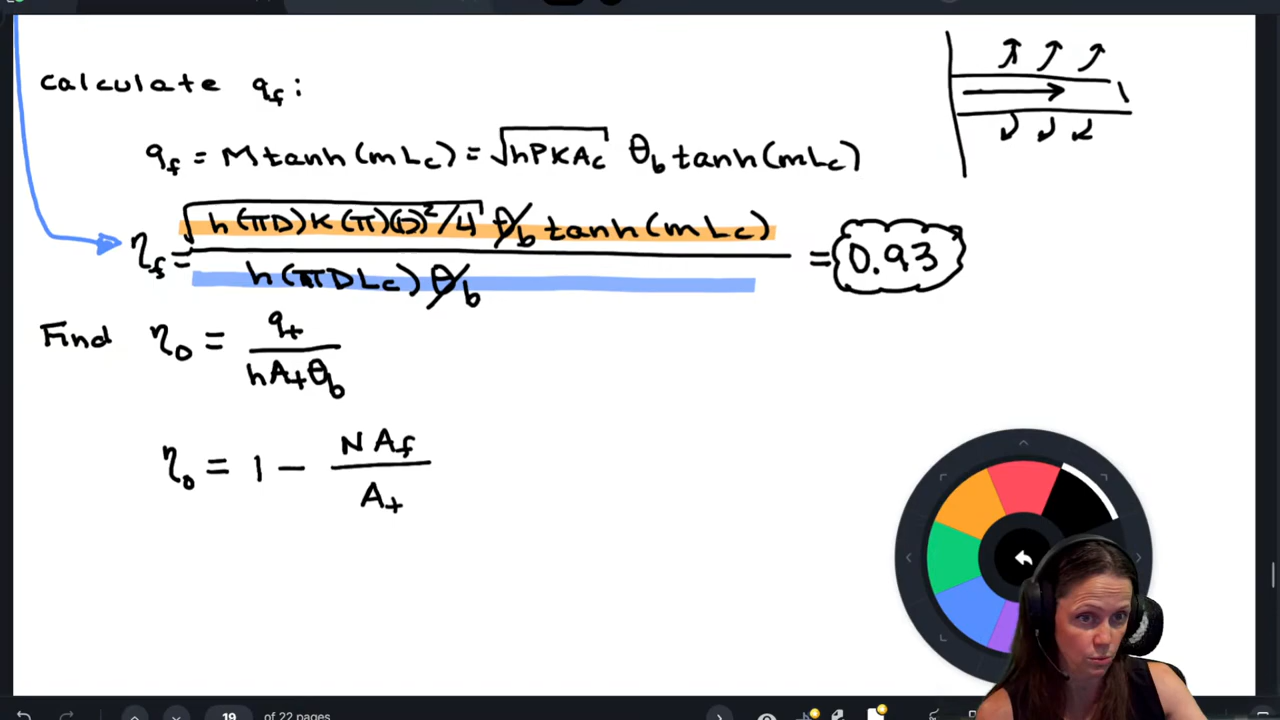 calculate q_f:
q_f = M tanh(mL_c) = √(hPKA_c) θ_b tanh(mL_c)
η_f = √(h(πD)K(π)(D)²/4) θ_b tanh(mL_c) / h(πDL_c)θ_b = 0.93
Find η_o = q_t / hA_tθ_b
η_o = 1 − NA_f / A_t
19 of 22 pages